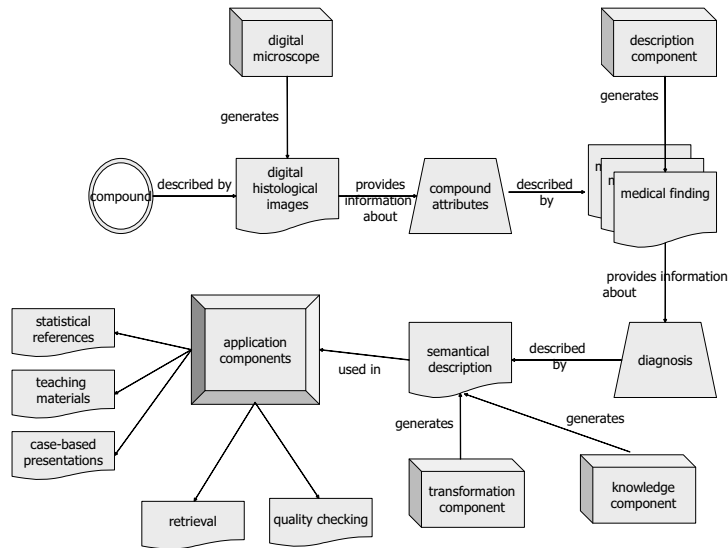 digital
microscope
description
component
generates
generates
compound
described by
digital
histological
images
provides
information
about
compound
attributes
described
by
m
m
medical finding
provides information
about
statistical
references
teaching
materials
case-based
presentations
application
components
used in
semantical
description
described
by
diagnosis
generates
generates
transformation
component
knowledge
component
retrieval
quality checking